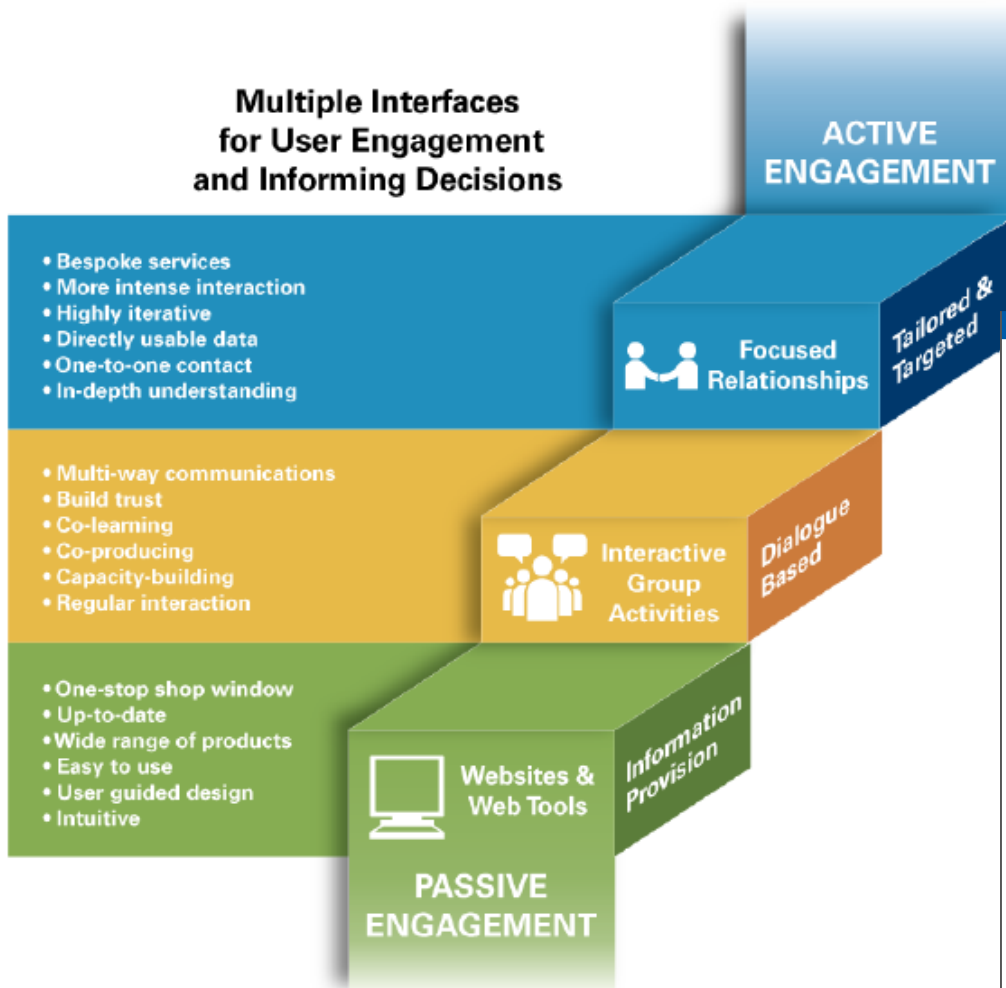 Multiple Interfaces
for User Engagement
and Informing Decisions
ACTIVE
ENGAGEMENT
• Bespoke services
• More intense interaction
• Highly iterative
• Directly usable data
• One-to-one contact
• In-depth understanding
Focused
Relationships
Tailored &
Targeted
• Multi-way communications
• Build trust
• Co-learning
• Co-producing
• Capacity-building
• Regular interaction
Interactive
Group
Activities
Dialogue
Based
• One-stop shop window
• Up-to-date
• Wide range of products
• Easy to use
• User guided design
• Intuitive
Websites &
Web Tools
Information
Provision
PASSIVE
ENGAGEMENT